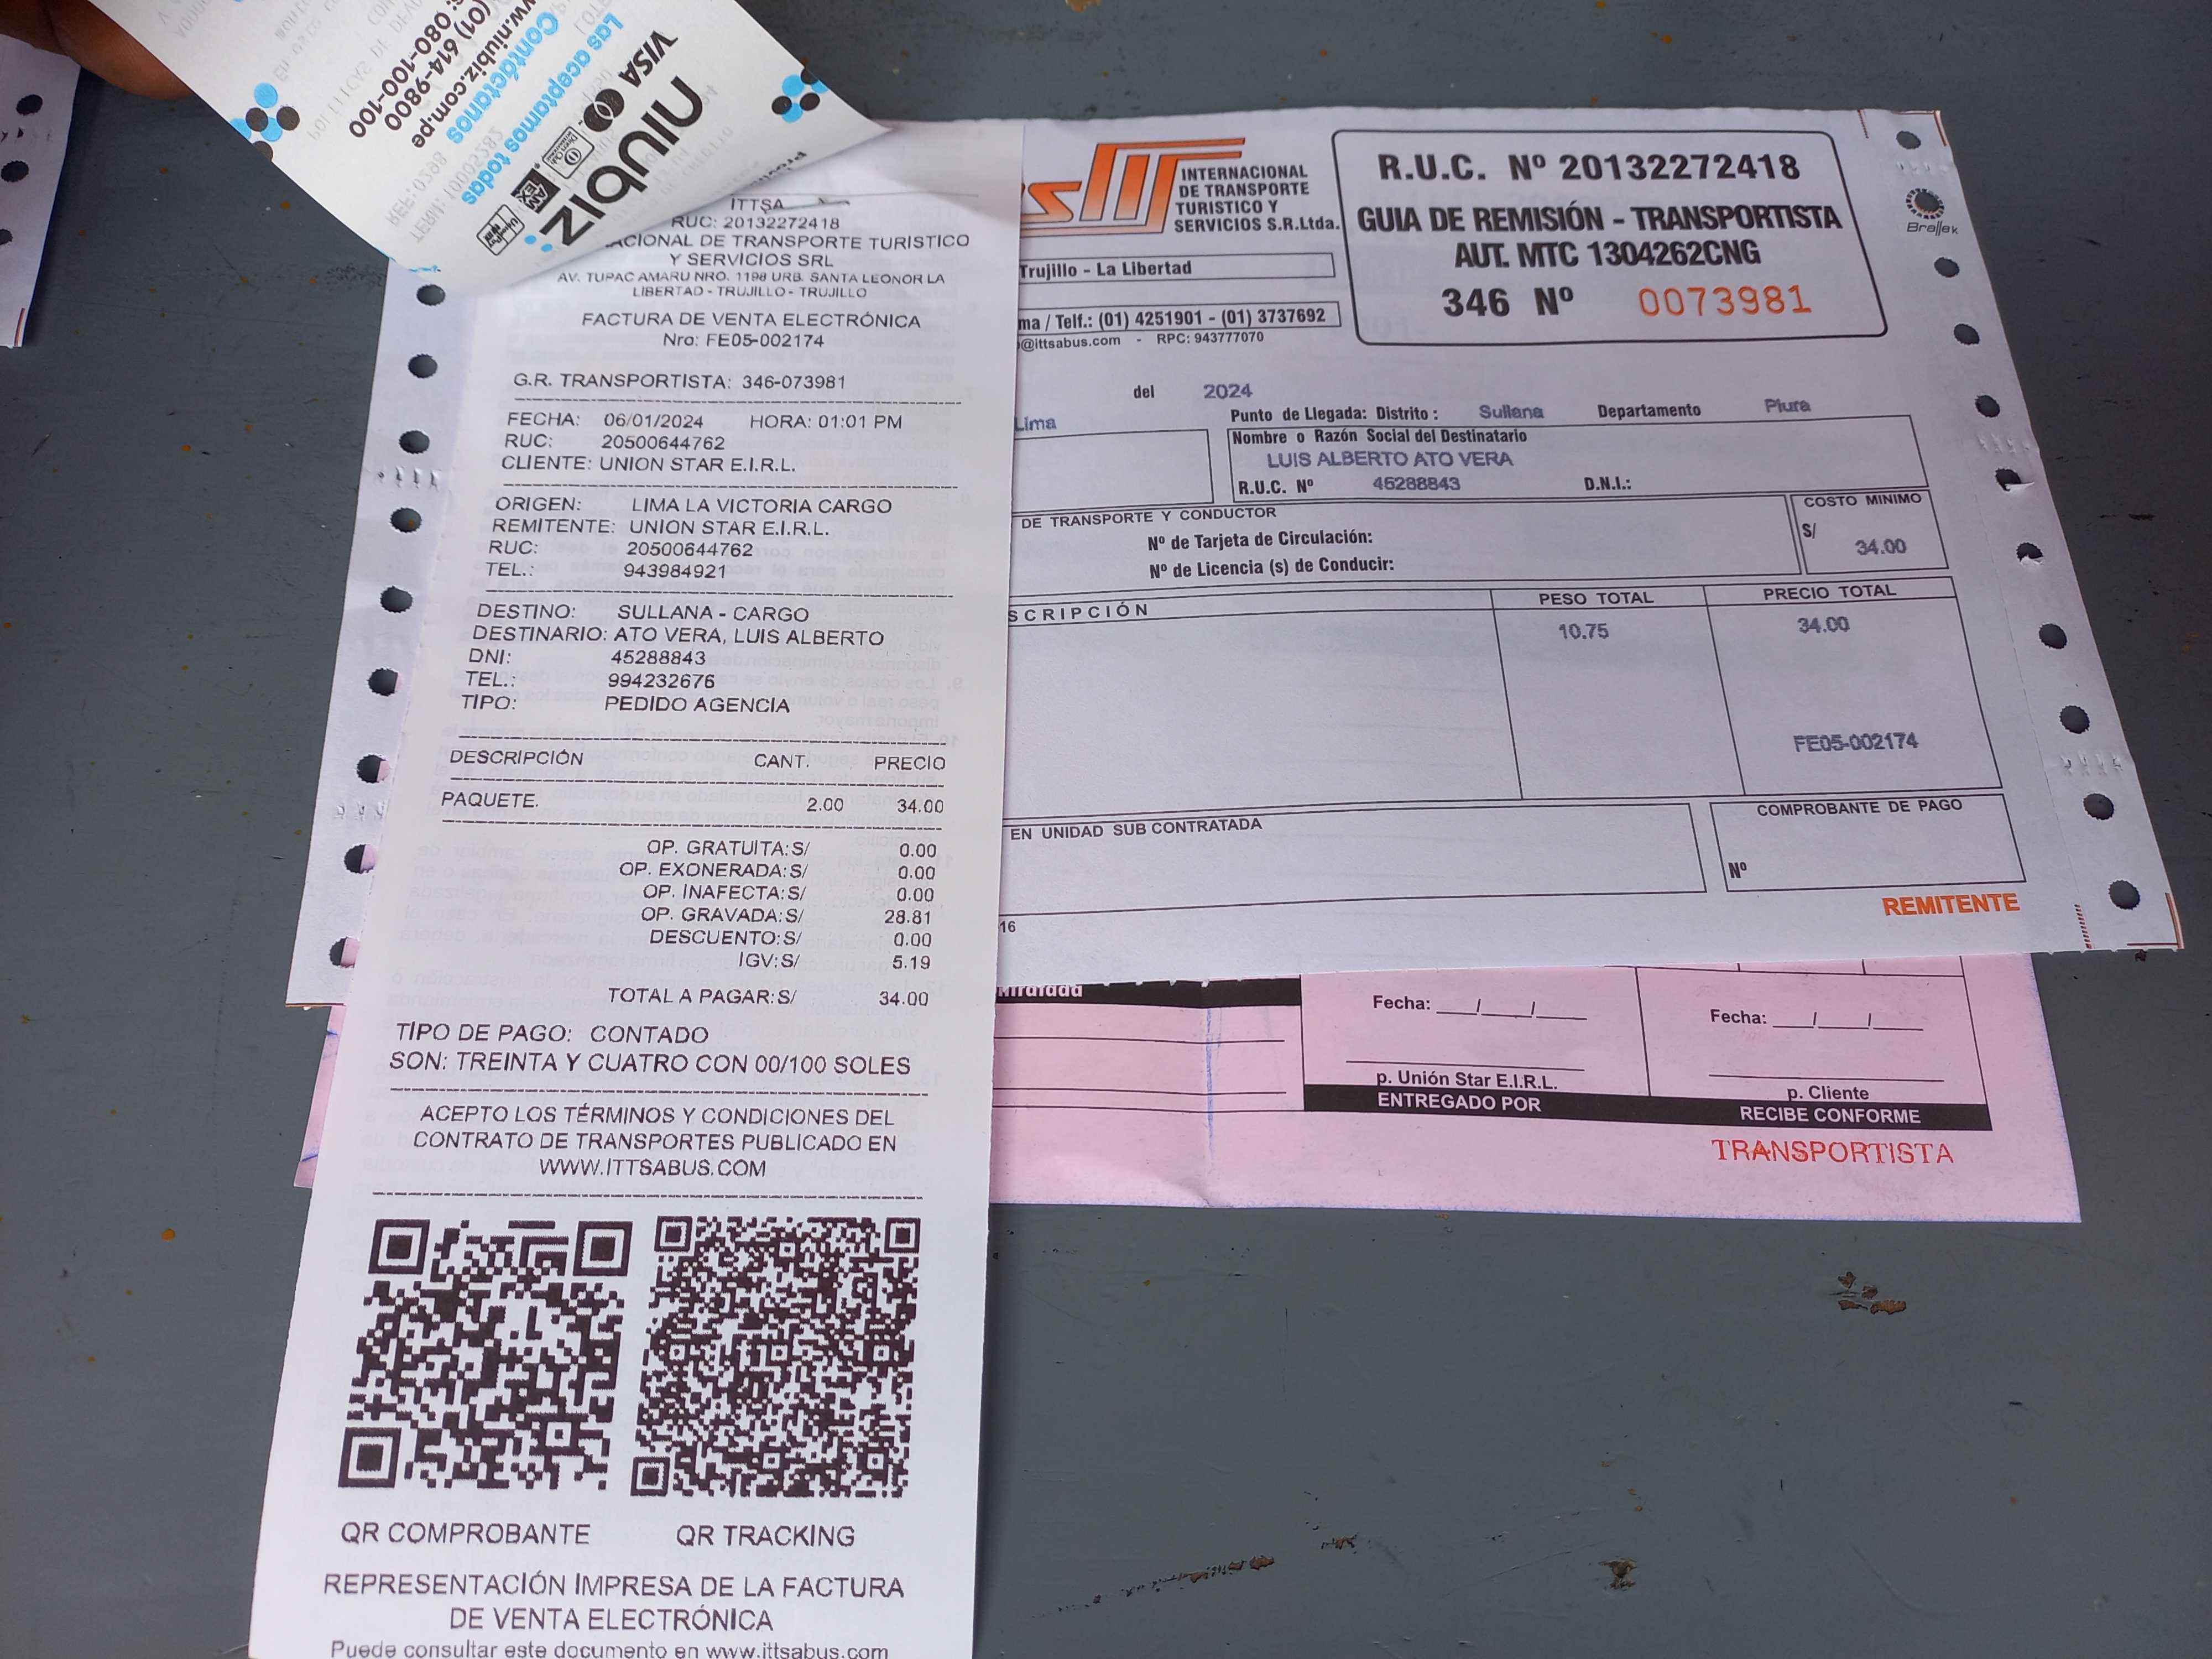 niubiz
VISA
Las aceptamos todas
Contáctanos
w.niubiz.com.pe
(01) 614-9800
080-100-100
REF:0298
ITTSA
RUC: 20132272418
ACIONAL DE TRANSPORTE TURISTICO
Y SERVICIOS SRL
AV. TUPAC AMARU NRO. 1198 URB. SANTA LEONOR LA
LIBERTAD - TRUJILLO - TRUJILLO
FACTURA DE VENTA ELECTRÓNICA
Nro: FE05-002174
G.R. TRANSPORTISTA: 346-073981
FECHA: 06/01/2024 HORA: 01:01 PM
RUC: 20500644762
CLIENTE: UNION STAR E.I.R.L.
ORIGEN: LIMA LA VICTORIA CARGO
REMITENTE: UNION STAR E.I.R.L.
RUC: 20500644762
TEL.: 943984921
DESTINO: SULLANA - CARGO
DESTINARIO: ATO VERA, LUIS ALBERTO
DNI: 45288843
TEL.: 994232676
TIPO: PEDIDO AGENCIA
DESCRIPCIÓN CANT. PRECIO
PAQUETE. 2.00 34.00
OP. GRATUITA:S/ 0.00
OP. EXONERADA:S/ 0.00
OP. INAFECTA:S/ 0.00
OP. GRAVADA:S/ 28.81
DESCUENTO:S/ 0.00
IGV:S/ 5.19
TOTAL A PAGAR:S/ 34.00
TIPO DE PAGO: CONTADO
SON: TREINTA Y CUATRO CON 00/100 SOLES
ACEPTO LOS TÉRMINOS Y CONDICIONES DEL
CONTRATO DE TRANSPORTES PUBLICADO EN
WWW.ITTSABUS.COM
QR COMPROBANTE QR TRACKING
REPRESENTACIÓN IMPRESA DE LA FACTURA
DE VENTA ELECTRÓNICA
Puede consultar este documento en www.ittsabus.com
INTERNACIONAL
DE TRANSPORTE
TURISTICO Y
SERVICIOS S.R.Ltda.
R.U.C. Nº 20132272418
GUIA DE REMISIÓN - TRANSPORTISTA
AUT. MTC 1304262CNG
346 Nº 0073981
Brallek
Trujillo - La Libertad
ma / Telf.: (01) 4251901 - (01) 3737692
@ittsabus.com - RPC: 943777070
del 2024
Lima
Punto de Llegada: Distrito : Sullana Departamento Piura
Nombre o Razón Social del Destinatario
LUIS ALBERTO ATO VERA
R.U.C. Nº 45288843 D.N.I.:
DE TRANSPORTE Y CONDUCTOR
COSTO MINIMO
S/ 34.00
Nº de Tarjeta de Circulación:
Nº de Licencia (s) de Conducir:
SCRIPCIÓN PESO TOTAL PRECIO TOTAL
10.75 34.00
FE05-002174
EN UNIDAD SUB CONTRATADA
COMPROBANTE DE PAGO
Nº
REMITENTE
16
Fecha: ___/___/___ Fecha: ___/___/___
p. Unión Star E.I.R.L. p. Cliente
ENTREGADO POR RECIBE CONFORME
TRANSPORTISTA